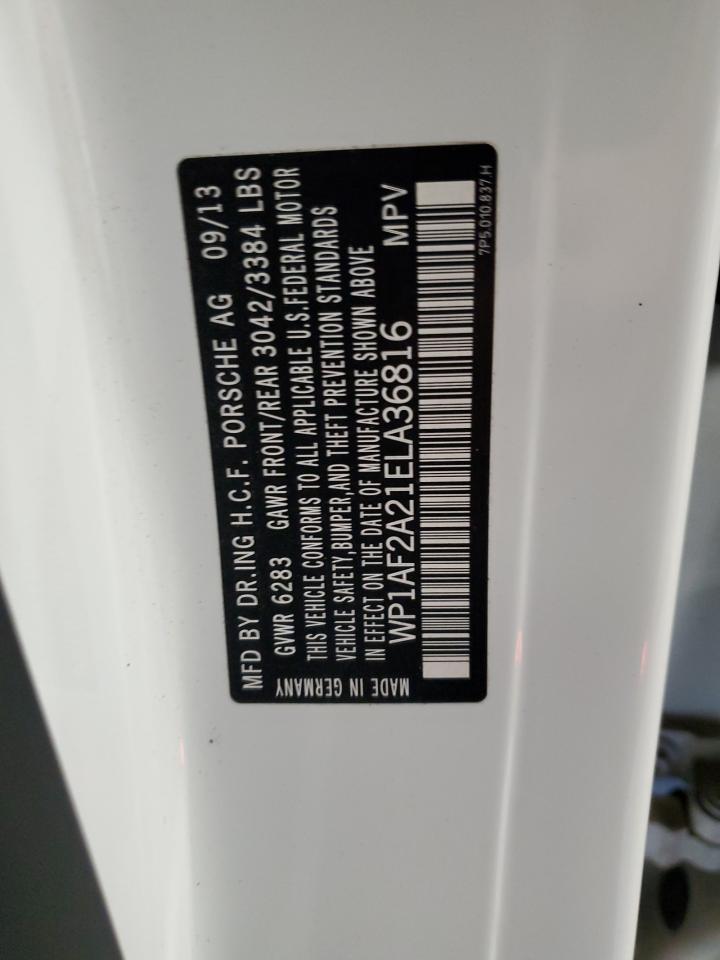 MFD BY DR.ING H.C.F. PORSCHE AG 09/13
GVWR 6283 GAWR FRONT/REAR 3042/3384 LBS
THIS VEHICLE CONFORMS TO ALL APPLICABLE U.S.FEDERAL MOTOR
VEHICLE SAFETY,BUMPER,AND THEFT PREVENTION STANDARDS
IN EFFECT ON THE DATE OF MANUFACTURE SHOWN ABOVE
WP1AF2A21ELA36816 MPV
MADE IN GERMANY
7P5.010.837.H